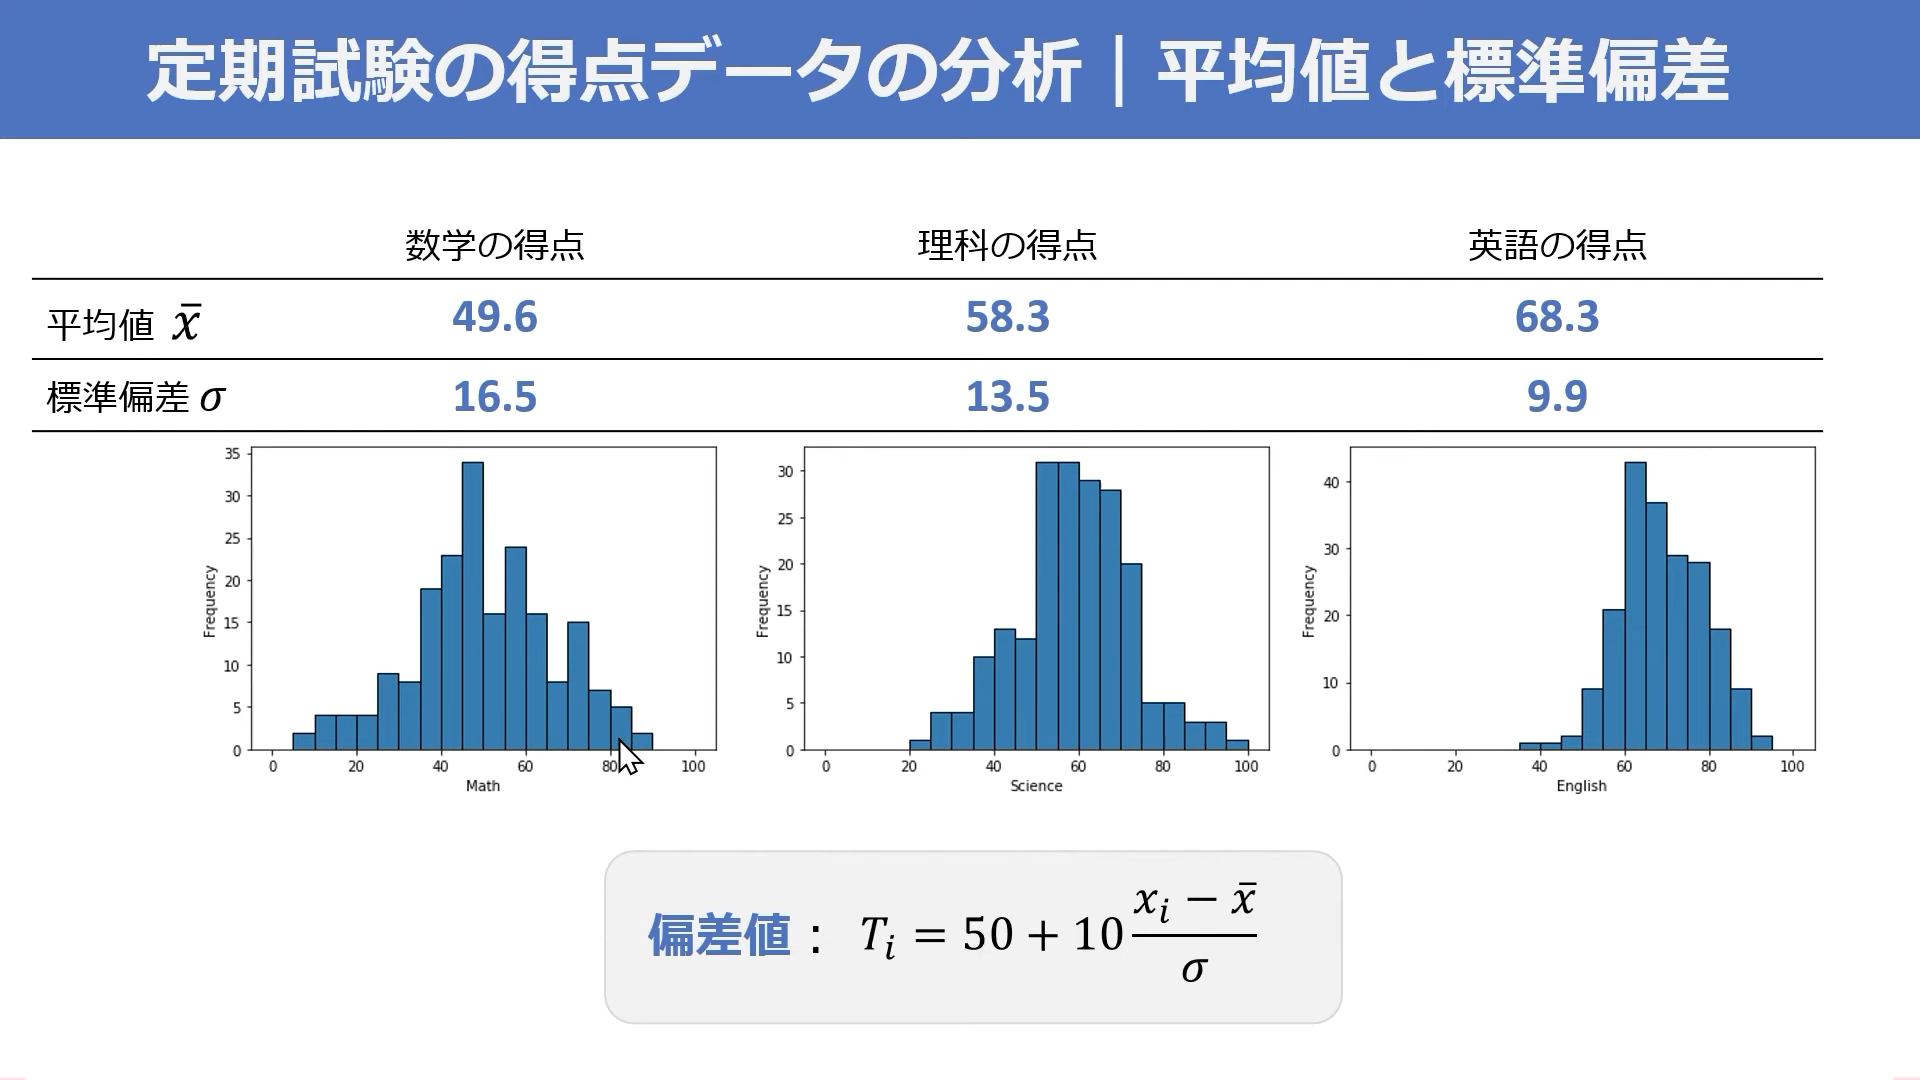 定期試験の得点データの分析｜平均値と標準偏差
数学の得点 理科の得点 英語の得点
平均値 x̄ 49.6 58.3 68.3
標準偏差 σ 16.5 13.5 9.9
35
30
25
20
15
10
5
0
Frequency
0 20 40 60 80 100
Math
30
25
20
15
10
5
0
Frequency
0 20 40 60 80 100
Science
40
30
20
10
0
Frequency
0 20 40 60 80 100
English
偏差値： T_i = 50 + 10 (x_i − x̄)/σ